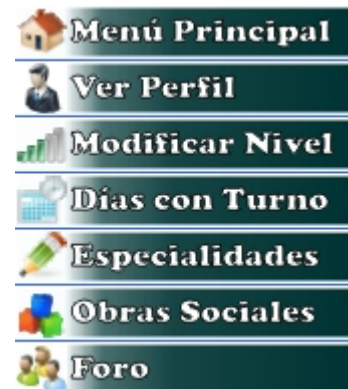 Menú Principal
Ver Perfil
Modificar Nivel
Días con Turno
Especialidades
Obras Sociales
Foro